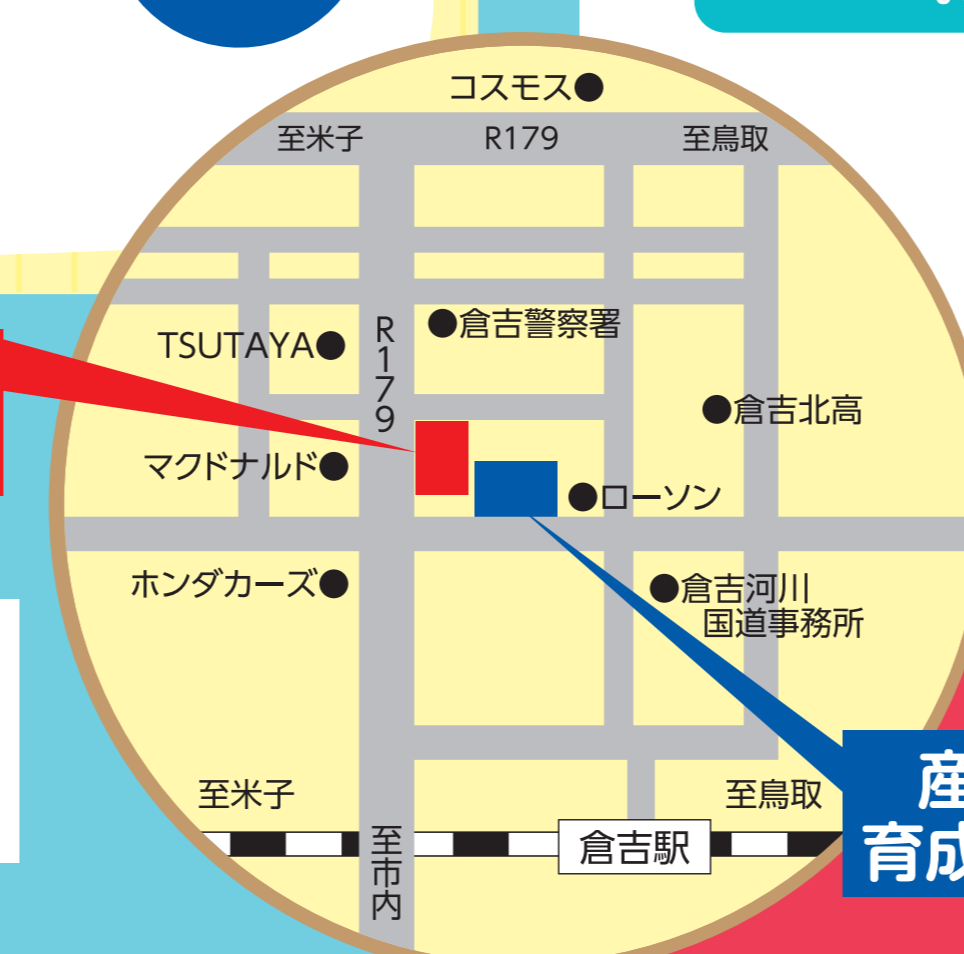 コスモス
至米子
R179
至鳥取
TSUTAYA
R179
倉吉警察署
倉吉北高
マクドナルド
ローソン
ホンダカーズ
倉吉河川
国道事務所
至米子
至鳥取
産
育成
倉吉駅
至市内